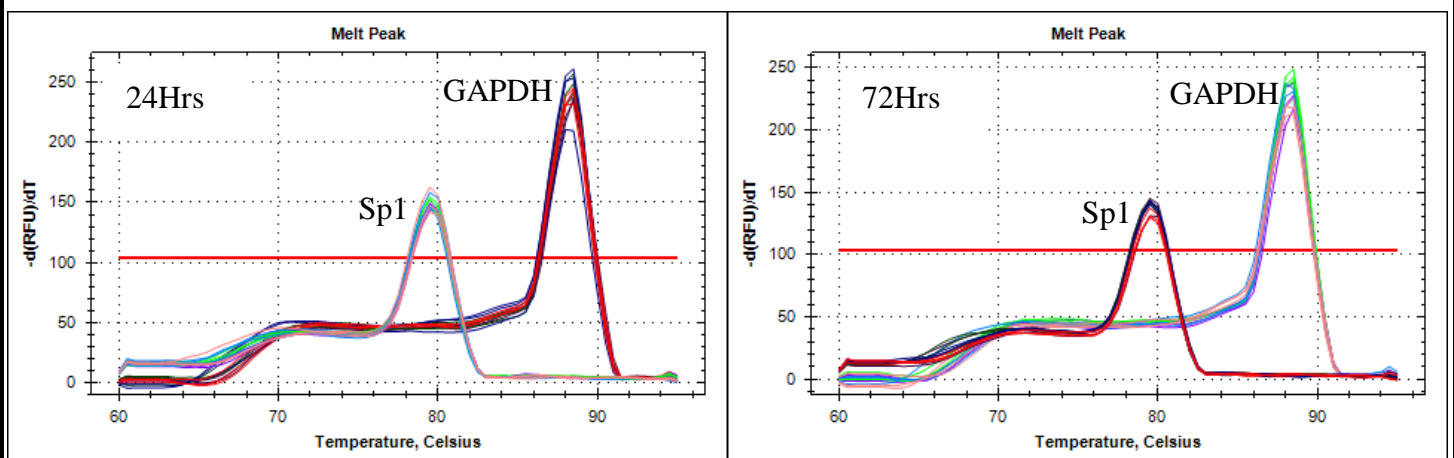 Melt Peak
24Hrs
GAPDH
Sp1
-d(RFU)/dT
250
200
150
100
50
0
60
70
80
90
Temperature, Celsius
Melt Peak
72Hrs
GAPDH
Sp1
-d(RFU)/dT
250
200
150
100
50
0
60
70
80
90
Temperature, Celsius